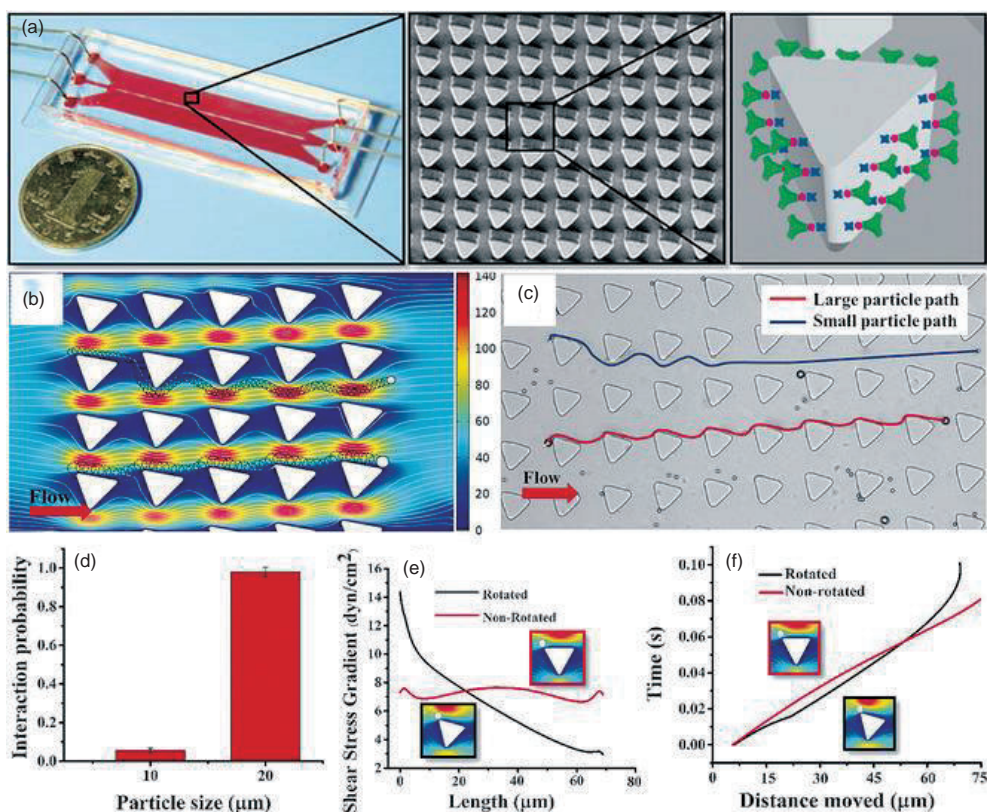 (a)
(b)
140
120
100
80
60
40
20
0
Flow
(c)
Large particle path
Small particle path
Flow
(d)
Interaction probability
1.0
0.8
0.6
0.4
0.2
0.0
10
20
Particle size (μm)
(e)
Shear Stress Gradient (dyn/cm²)
16
14
12
10
8
6
4
2
Rotated
Non-Rotated
0
20
40
60
80
Length (μm)
(f)
Time (s)
0.10
0.08
0.06
0.04
0.02
0.00
Rotated
Non-rotated
0
15
30
45
60
75
Distance moved (μm)